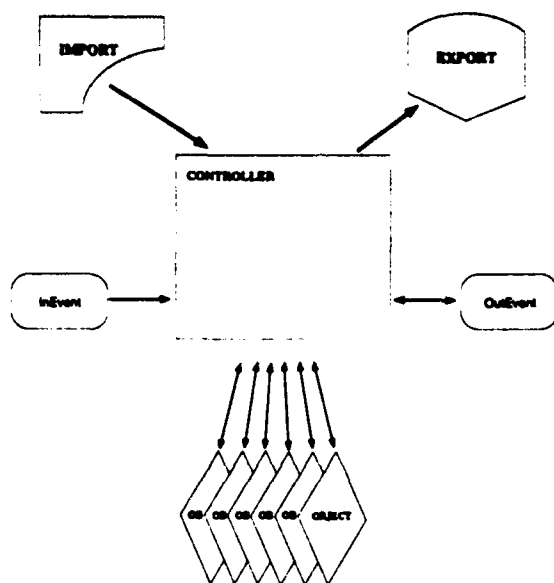 IMPORT
EXPORT
CONTROLLER
InEvent
OutEvent
OB OB OB OB OB OBJECT